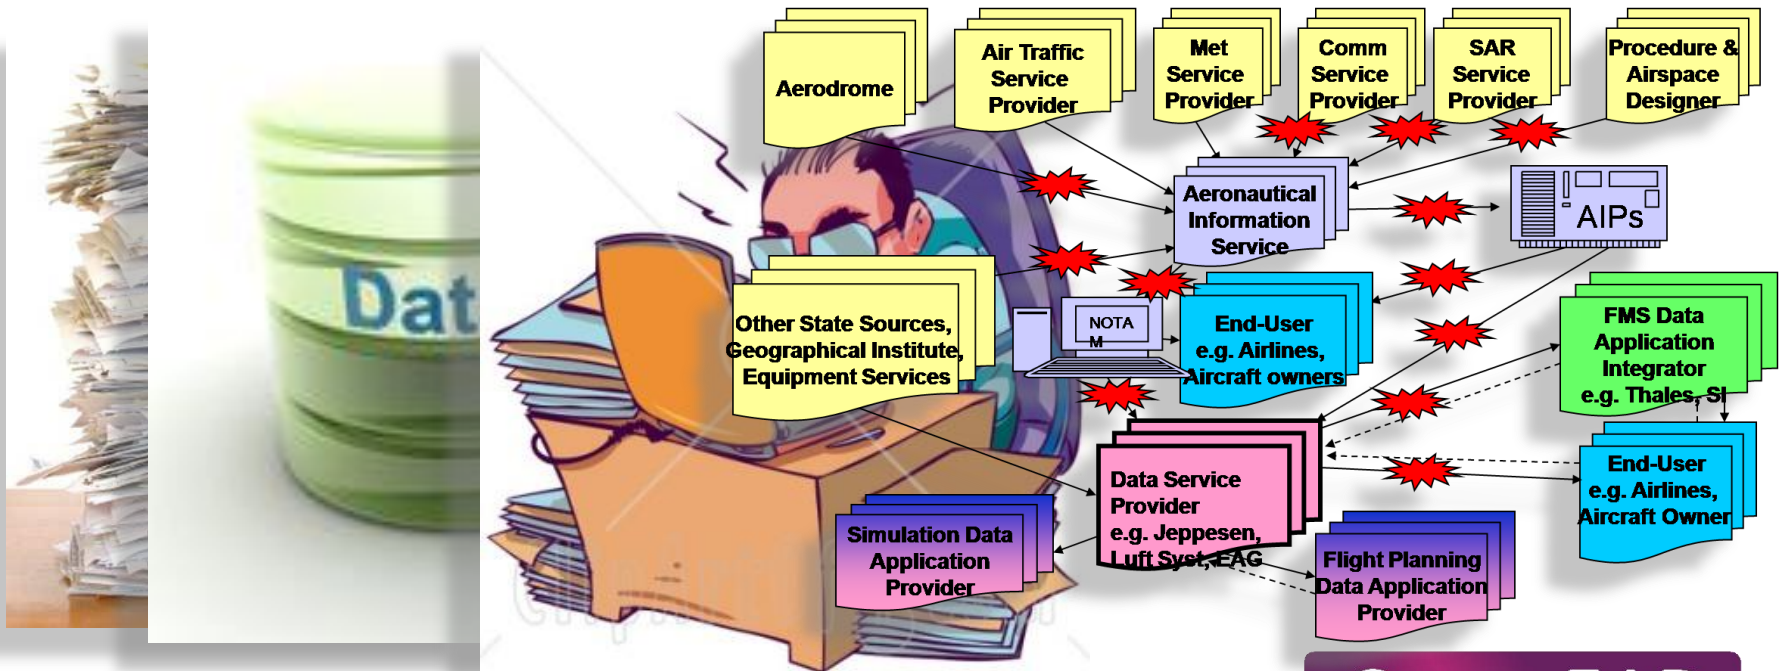 Aerodrome
Air Traffic
Service
Provider
Met
Service
Provider
Comm
Service
Provider
SAR
Service
Provider
Procedure &
Airspace
Designer
Aeronautical
Information
Service
AIPs
Dat
Other State Sources,
Geographical Institute,
Equipment Services
NOTA
M
End-User
e.g. Airlines,
Aircraft owners
FMS Data
Application
Integrator
e.g. Thales, SI
Data Service
Provider
e.g. Jeppesen,
Luft Syst, EAG
End-User
e.g. Airlines,
Aircraft Owner
Simulation Data
Application
Provider
Flight Planning
Data Application
Provider